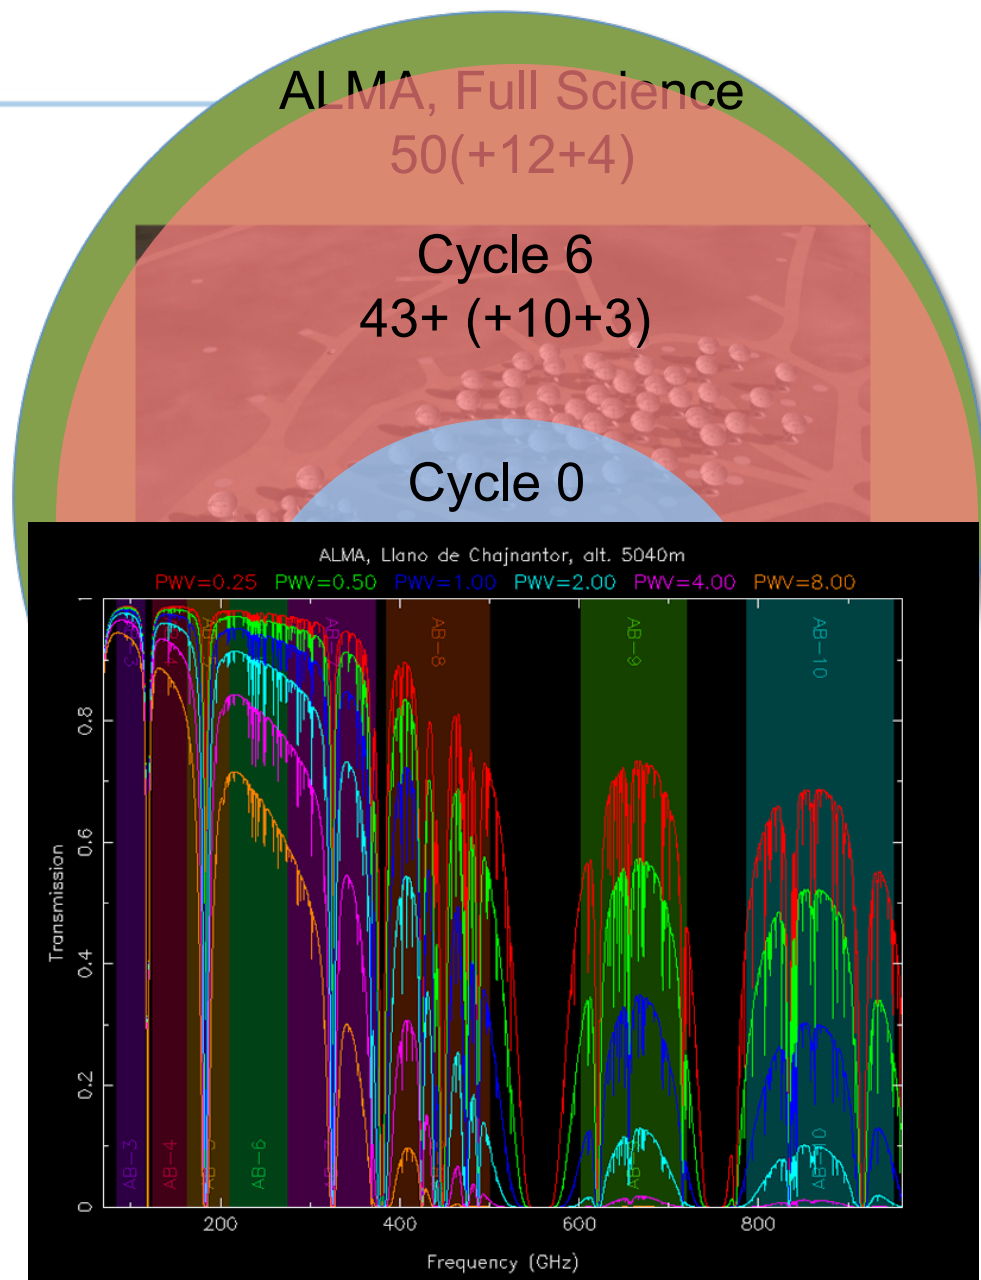 ALMA, Full Science
50(+12+4)
Cycle 6
43+ (+10+3)
Cycle 0
ALMA, Llano de Chajnantor, alt. 5040m
PWV=0.25 PWV=0.50 PWV=1.00 PWV=2.00 PWV=4.00 PWV=8.00
AB-8 AB-9 AB-10
1
0.8
0.6
0.4
0.2
0
Transmission
AB-3 AB-4 AB-6
200 400 600 800
Frequency (GHz)